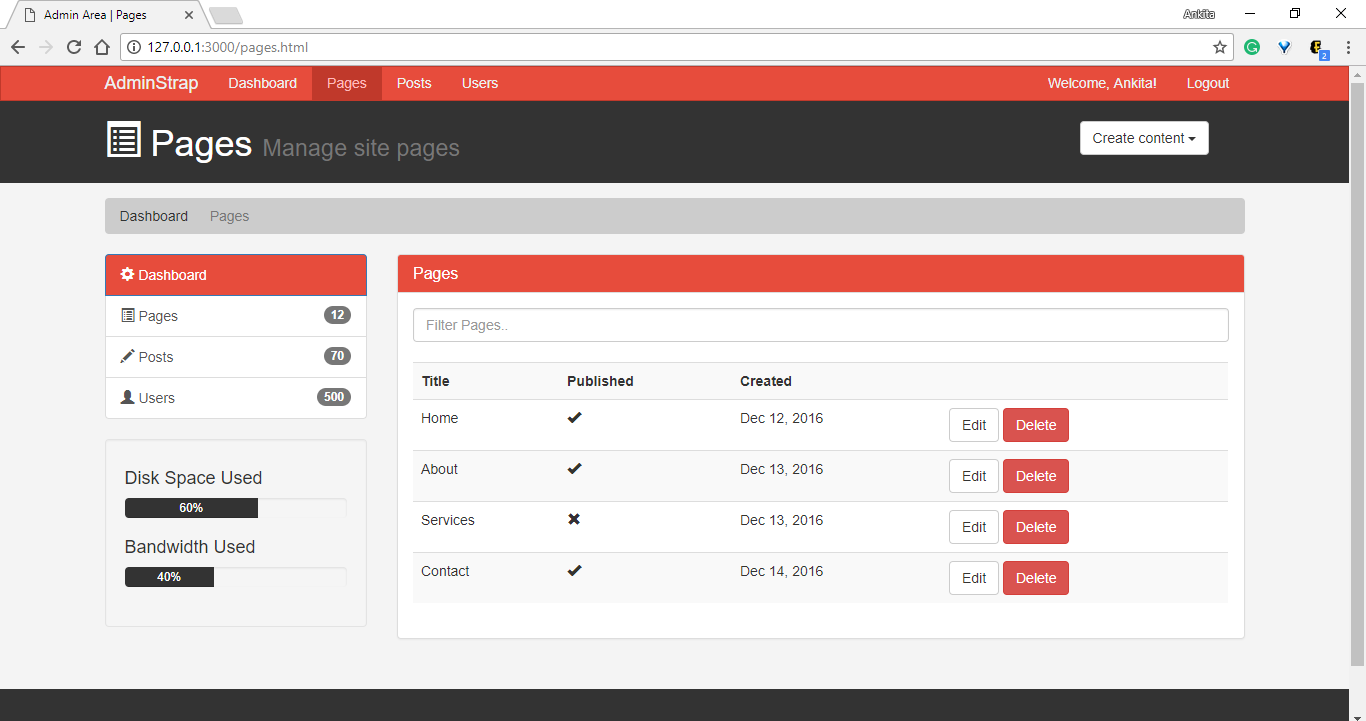 Admin Area | Pages
Ankita
127.0.0.1:3000/pages.html
2
AdminStrap Dashboard Pages Posts Users Welcome, Ankita! Logout
Pages Manage site pages
Create content
Dashboard Pages
Dashboard
Pages 12
Posts 70
Users 500
Disk Space Used
60%
Bandwidth Used
40%
Pages
Filter Pages..
Title Published Created
Home Dec 12, 2016 Edit Delete
About Dec 13, 2016 Edit Delete
Services Dec 13, 2016 Edit Delete
Contact Dec 14, 2016 Edit Delete